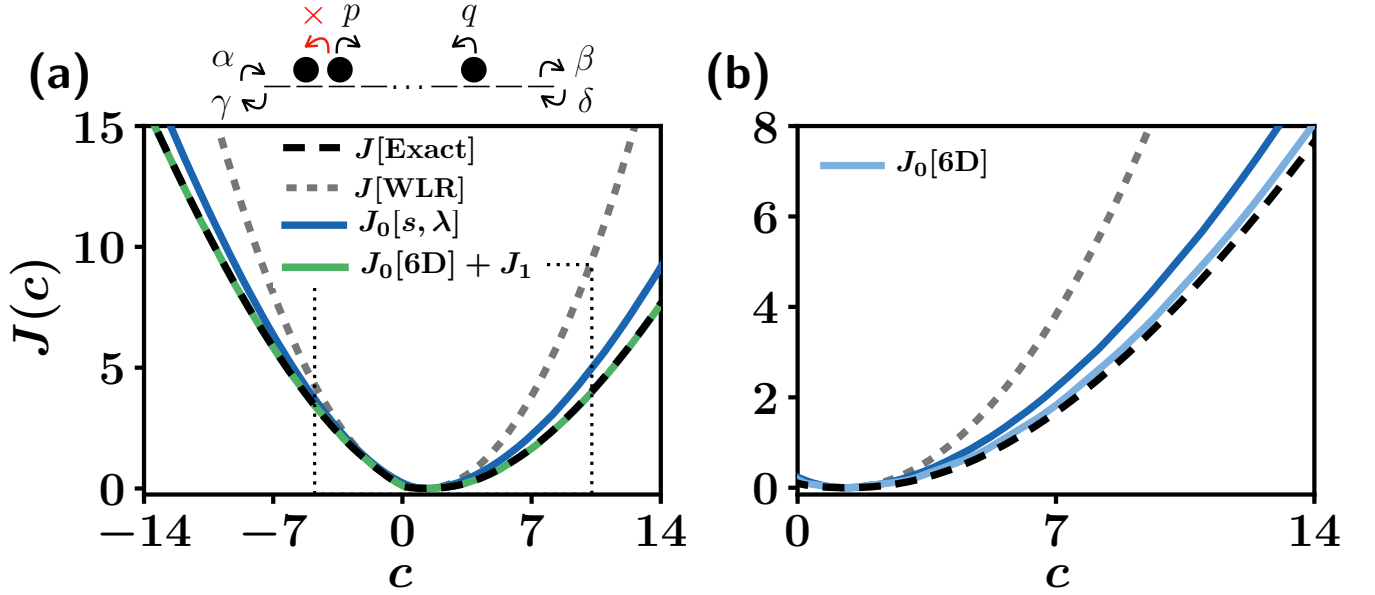 × p q
(a) α β (b)
γ ··· δ
J[Exact]
J[WLR]
J₀[s, λ]
J₀[6D] + J₁
J(c)
15
10
5
0
−14 −7 0 7 14
c
J₀[6D]
8
6
4
2
0
0 7 14
c